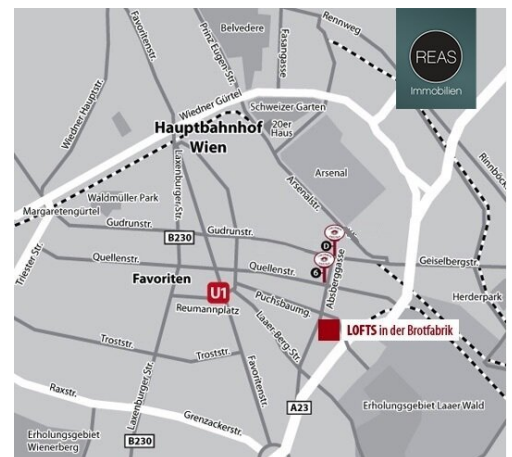 Favoritenstr.
Prinz Eugen-Str.
Belvedere
Fasangasse
Rennweg
REAS
Immobilien
Wiedner Hauptstr.
Wiedner Gürtel
Schweizer Garten
Hauptbahnhof
Wien
20er
Haus
Arsenal
Arsenalstr.
Laxenburger-Str.
Waldmüller Park
Margaretengürtel
Gudrunstr.
B230
Gudrunstr.
D
6
Triester Str.
Quellenstr.
Quellenstr.
Absberggasse
Geiselbergstr.
Favoriten
U1
Reumannplatz
Puchsbaumg.
Herderpark
Laaer-Berg-Str.
LOFTS in der Brotfabrik
Troststr.
Troststr.
Favoritenstr.
Raxstr.
Laxenburger Str.
Grenzackerstr.
A23
Erholungsgebiet Laaer Wald
Erholungsgebiet
Wienerberg
B230